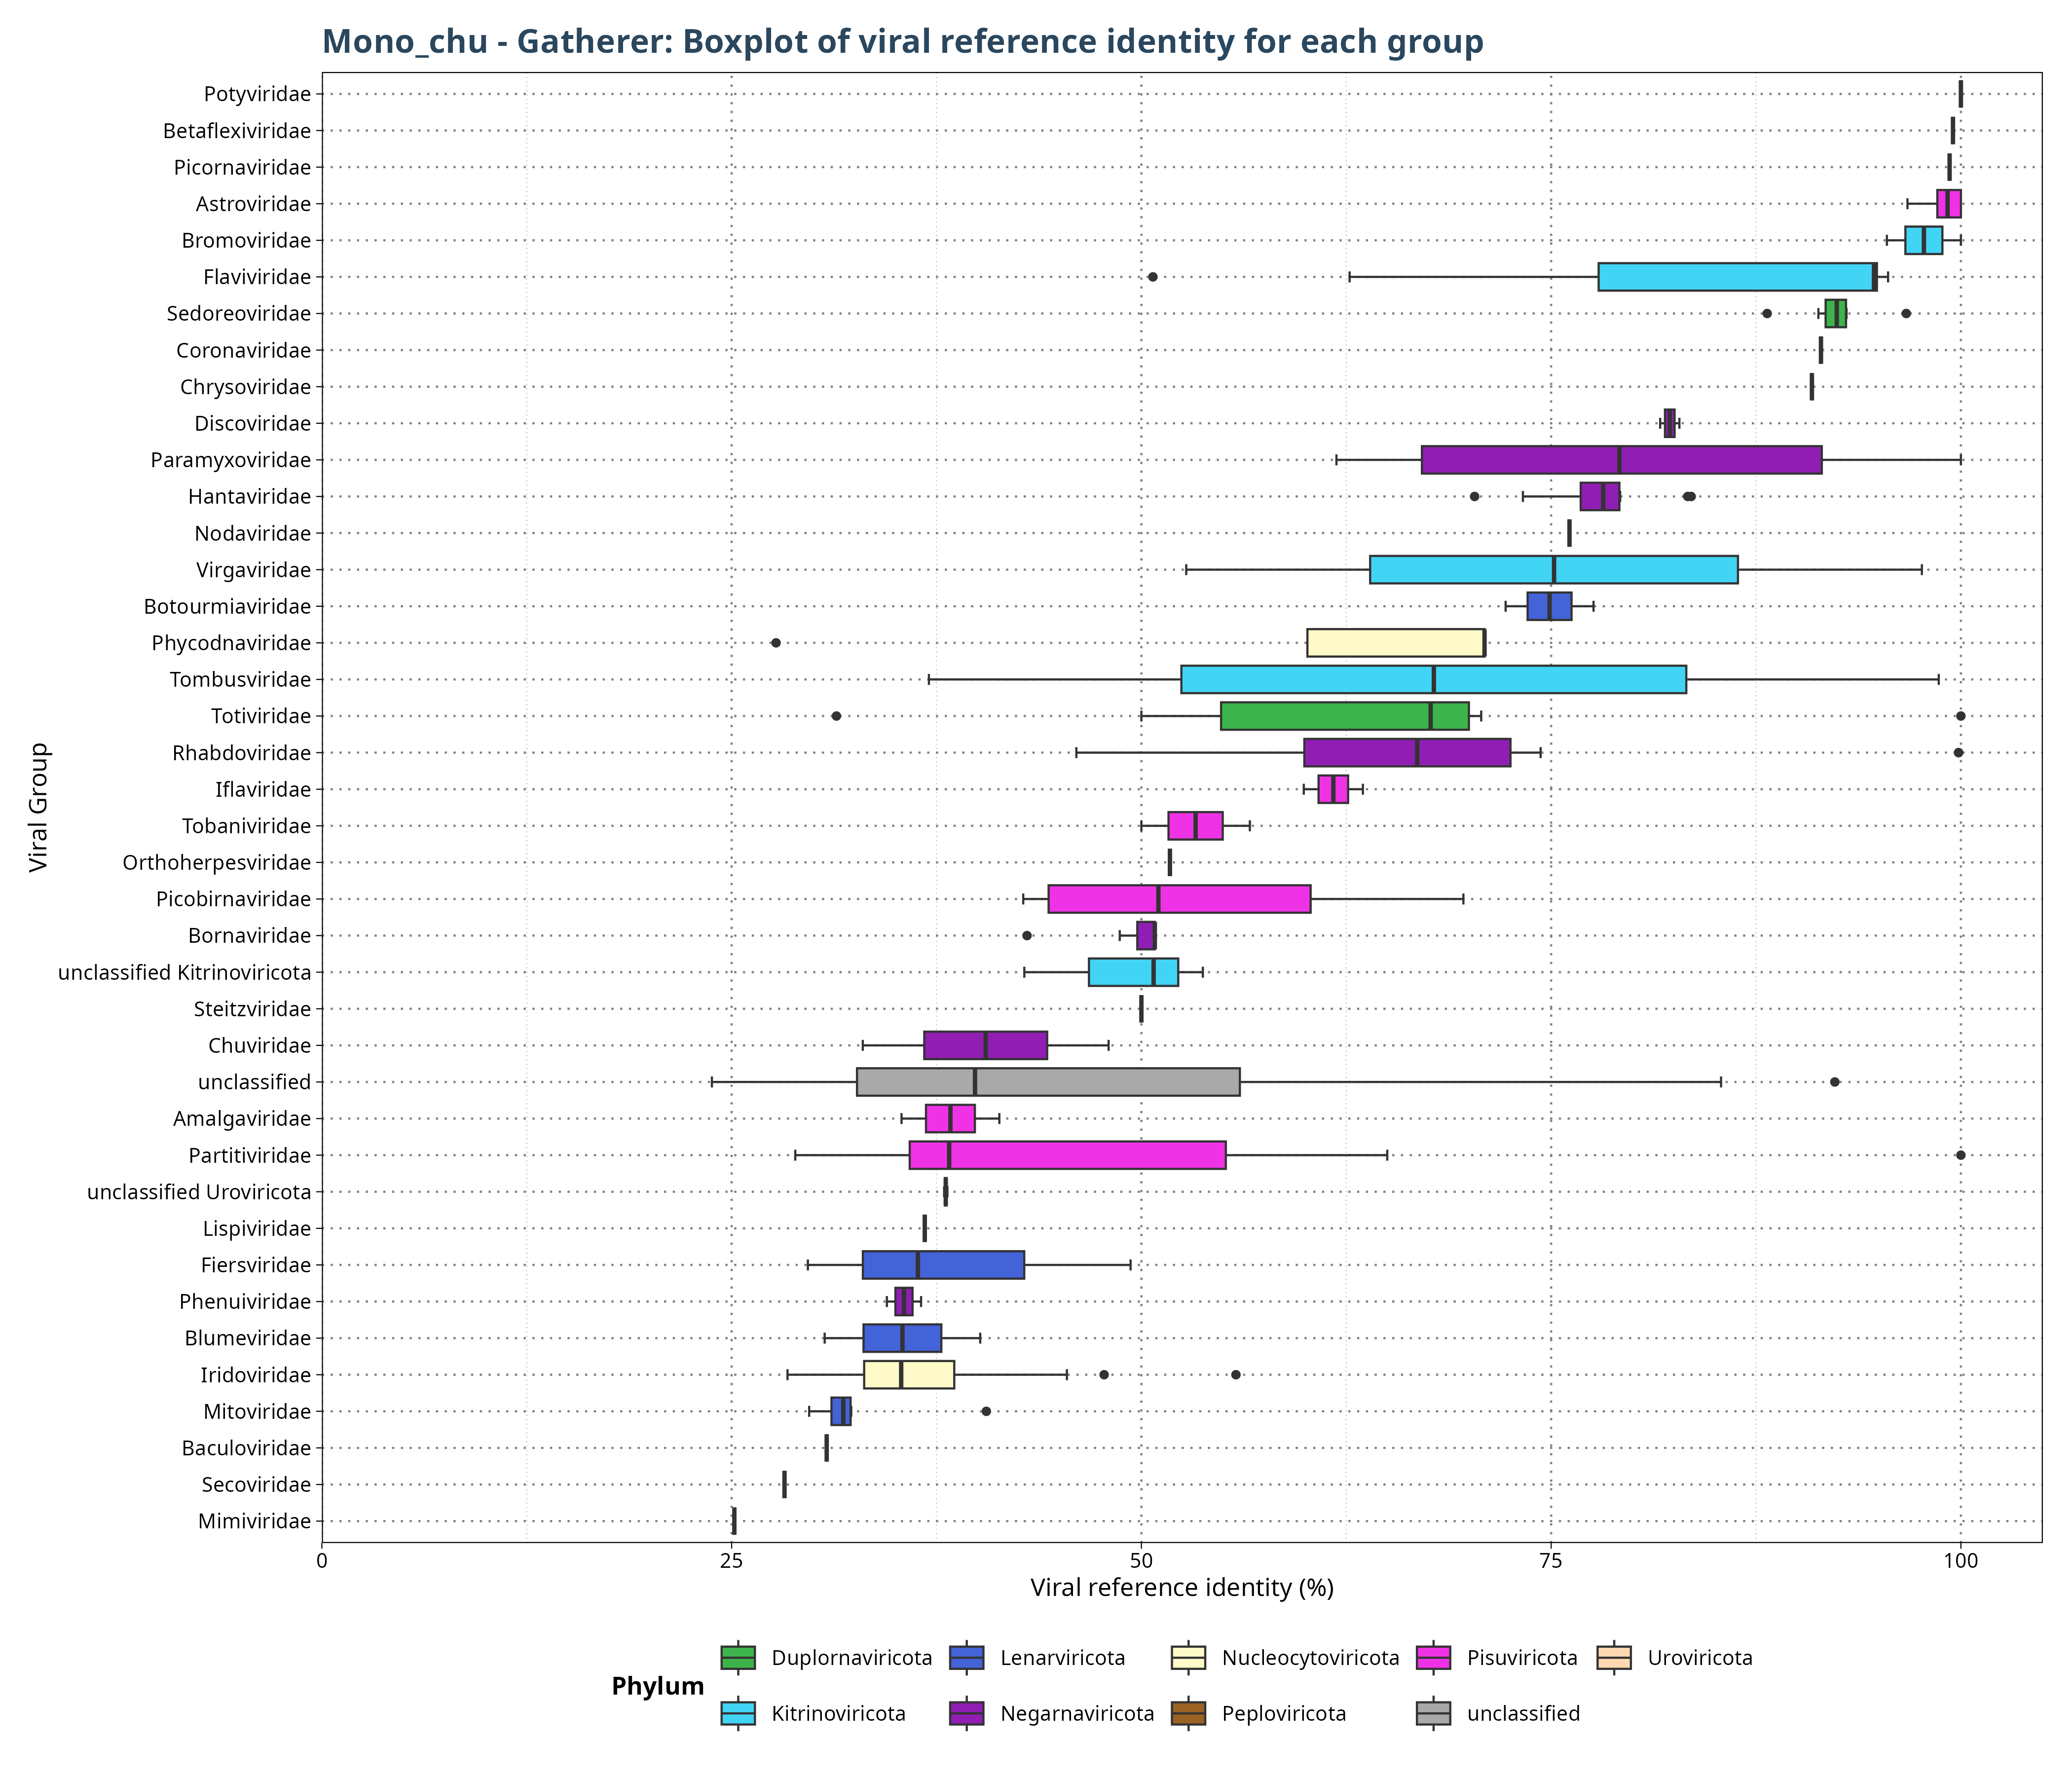 Mono_chu - Gatherer: Boxplot of viral reference identity for each group
Viral Group
Potyviridae
Betaflexiviridae
Picornaviridae
Astroviridae
Bromoviridae
Flaviviridae
Sedoreoviridae
Coronaviridae
Chrysoviridae
Discoviridae
Paramyxoviridae
Hantaviridae
Nodaviridae
Virgaviridae
Botourmiaviridae
Phycodnaviridae
Tombusviridae
Totiviridae
Rhabdoviridae
Iflaviridae
Tobaniviridae
Orthoherpesviridae
Picobirnaviridae
Bornaviridae
unclassified Kitrinoviricota
Steitzviridae
Chuviridae
unclassified
Amalgaviridae
Partitiviridae
unclassified Uroviricota
Lispiviridae
Fiersviridae
Phenuiviridae
Blumeviridae
Iridoviridae
Mitoviridae
Baculoviridae
Secoviridae
Mimiviridae
0 25 50 75 100
Viral reference identity (%)
Phylum
Duplornaviricota Lenarviricota Nucleocytoviricota Pisuviricota Uroviricota
Kitrinoviricota Negarnaviricota Peploviricota unclassified